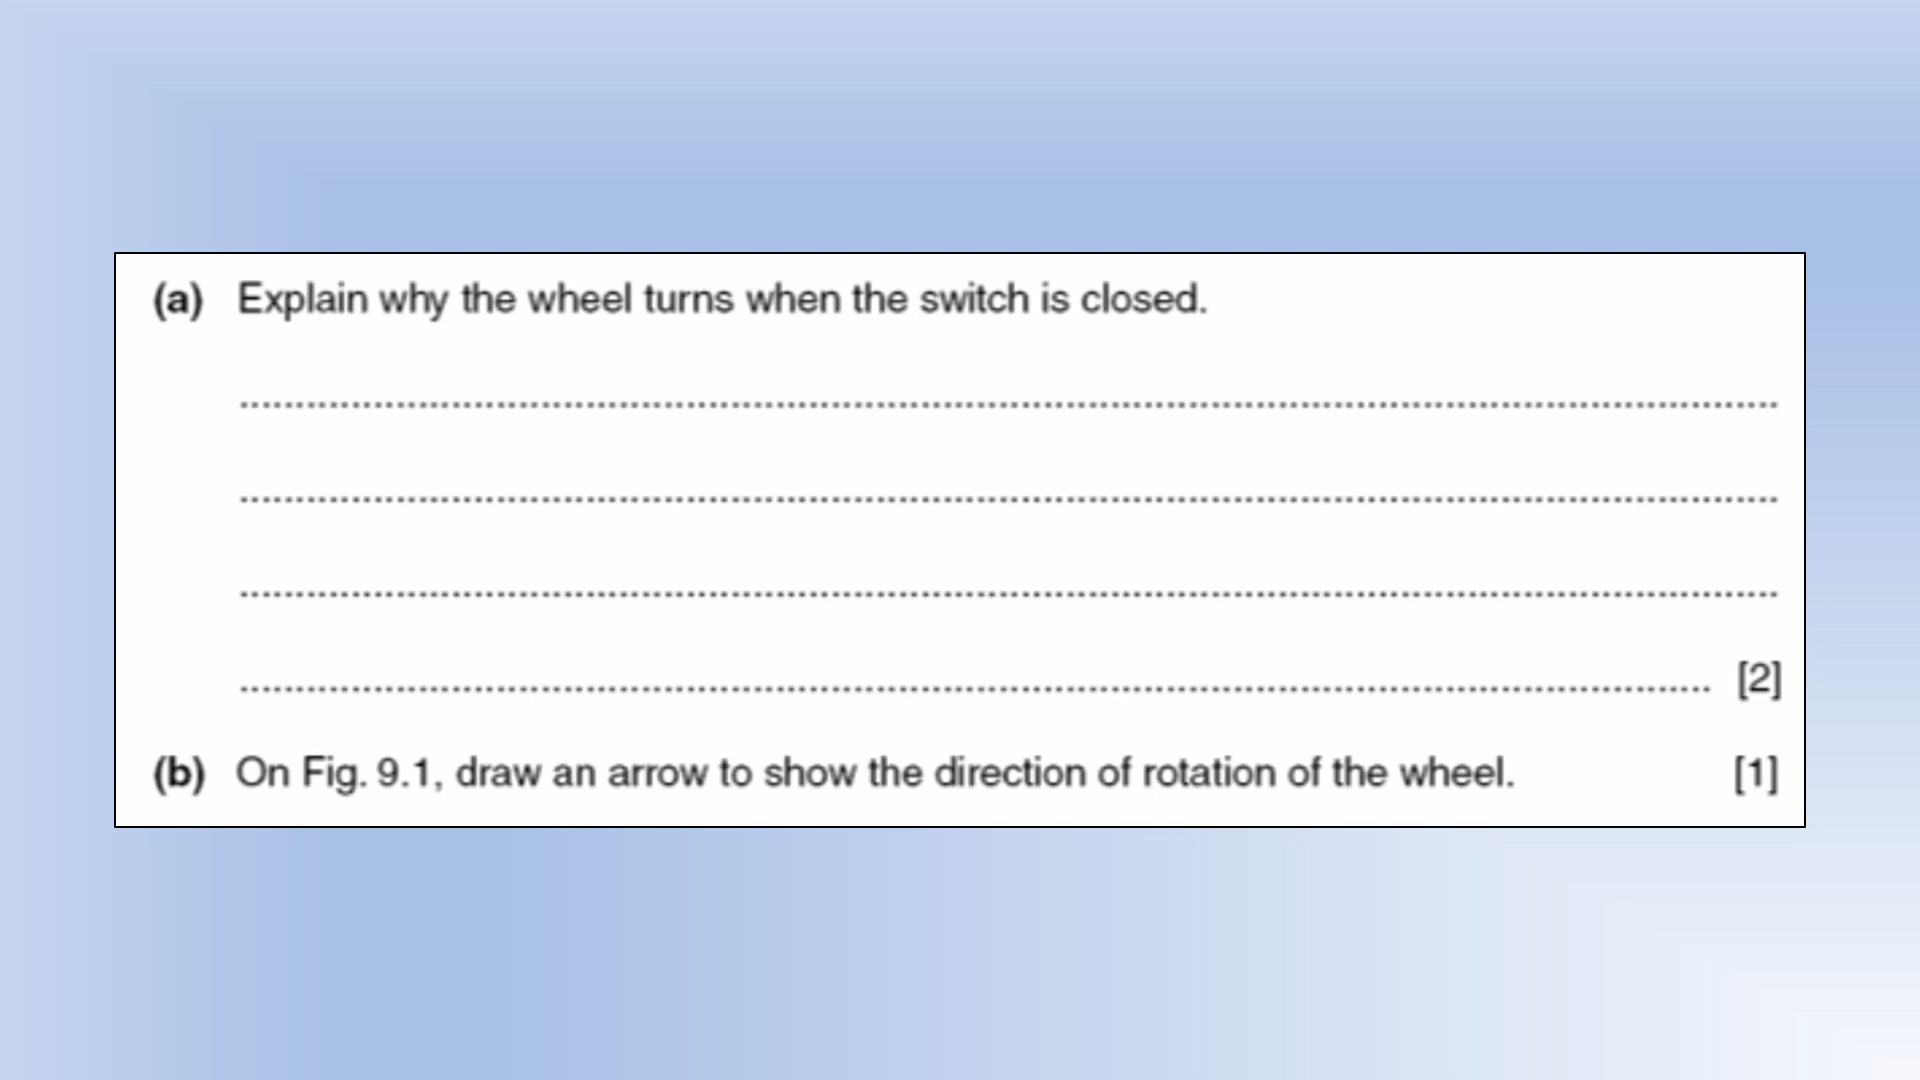 (a) Explain why the wheel turns when the switch is closed.
[2]
(b) On Fig. 9.1, draw an arrow to show the direction of rotation of the wheel. [1]